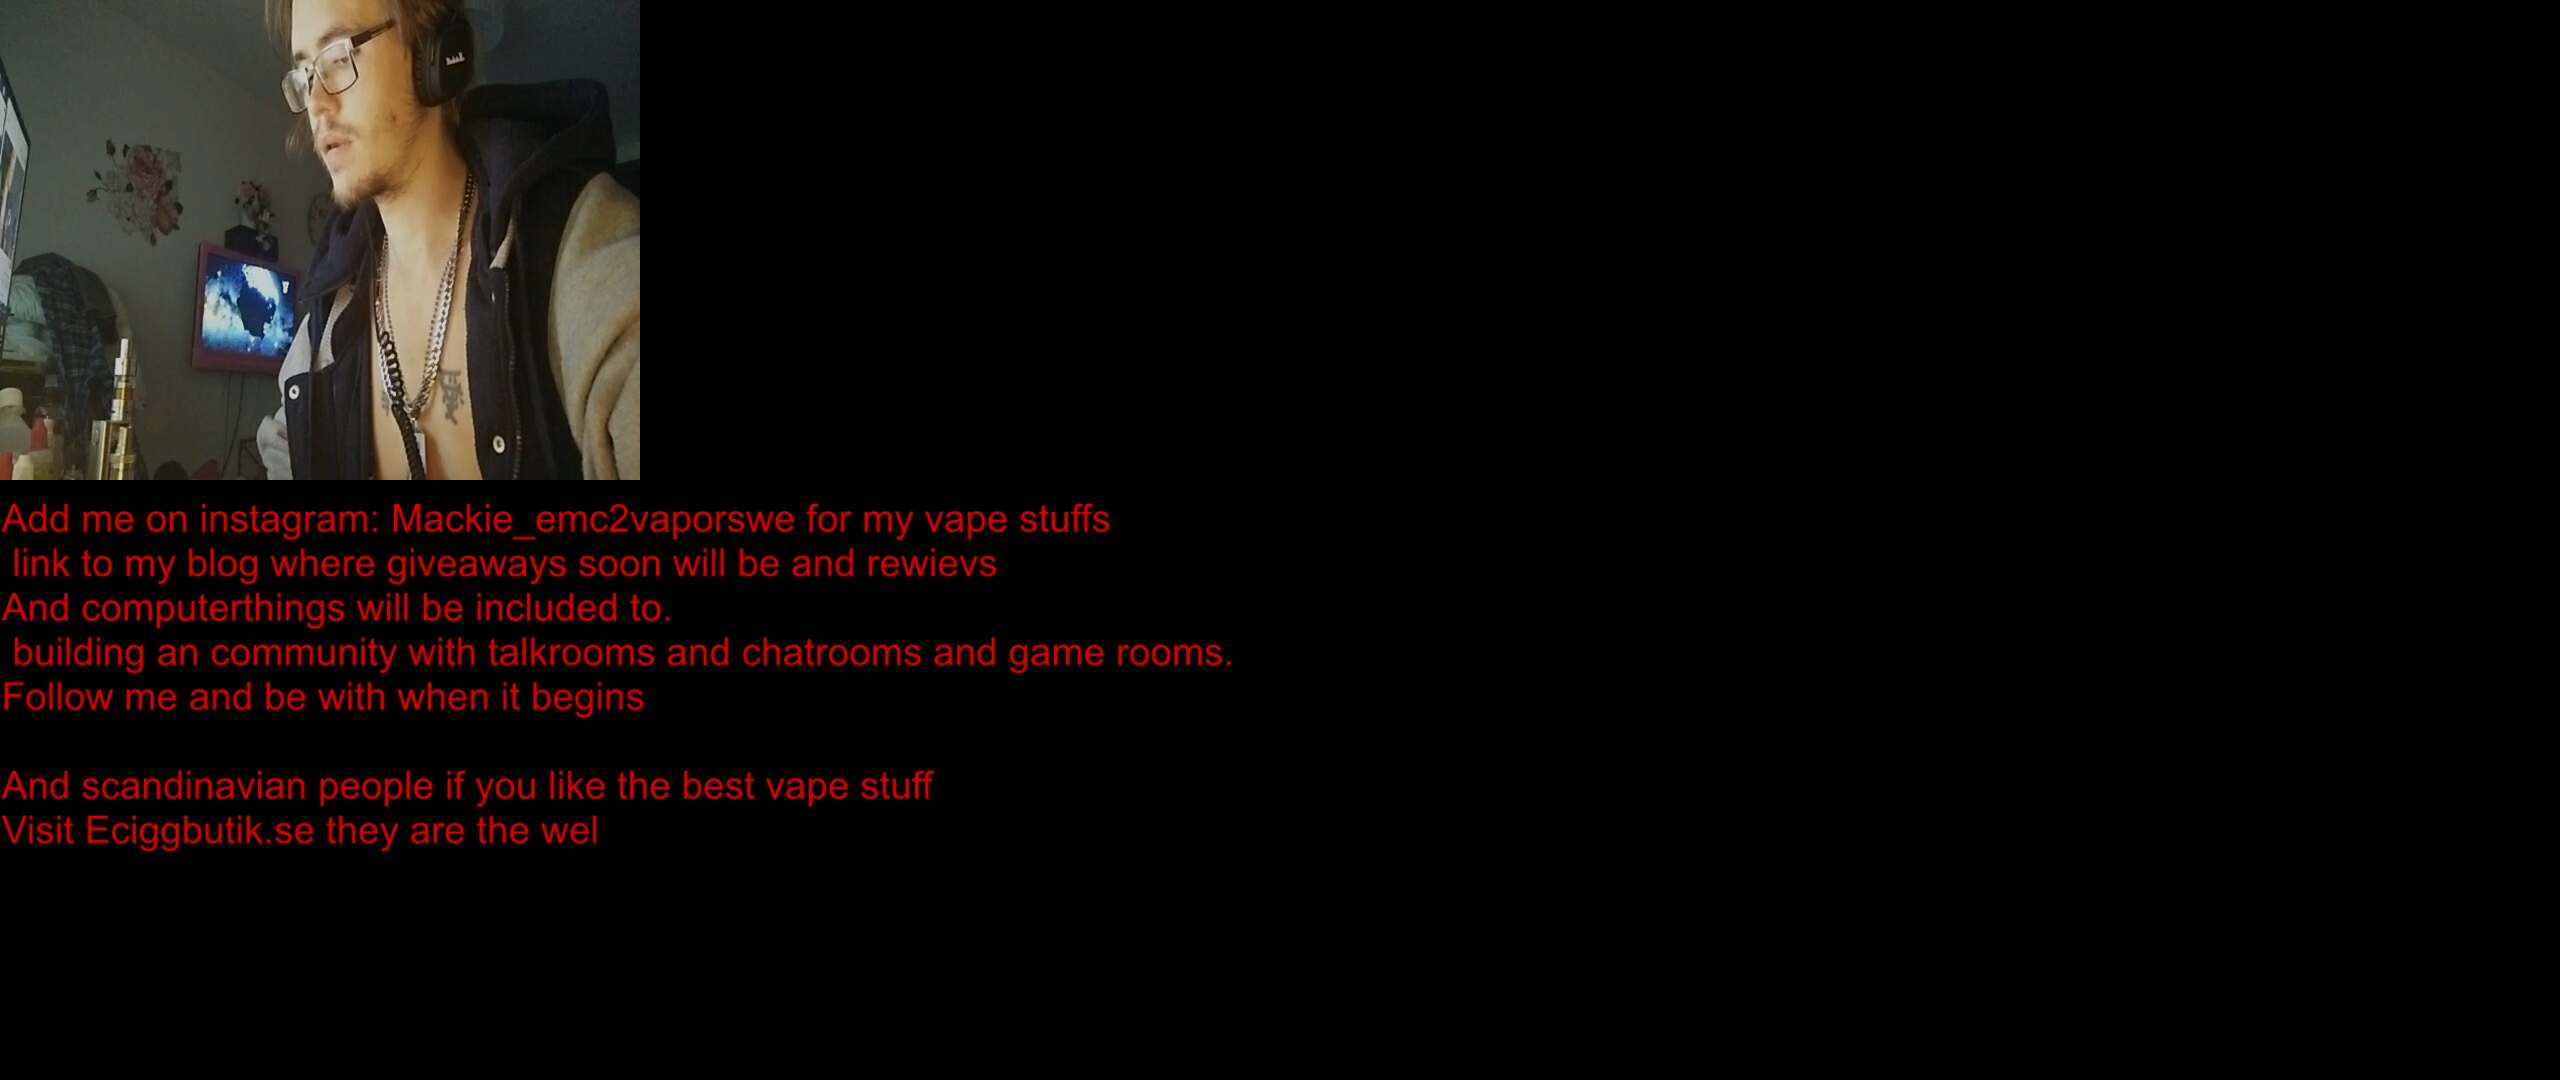 Add me on instagram: Mackie_emc2vaporswe for my vape stuffs
link to my blog where giveaways soon will be and rewievs
And computerthings will be included to.
building an community with talkrooms and chatrooms and game rooms.
Follow me and be with when it begins
And scandinavian people if you like the best vape stuff
Visit Eciggbutik.se they are the wel